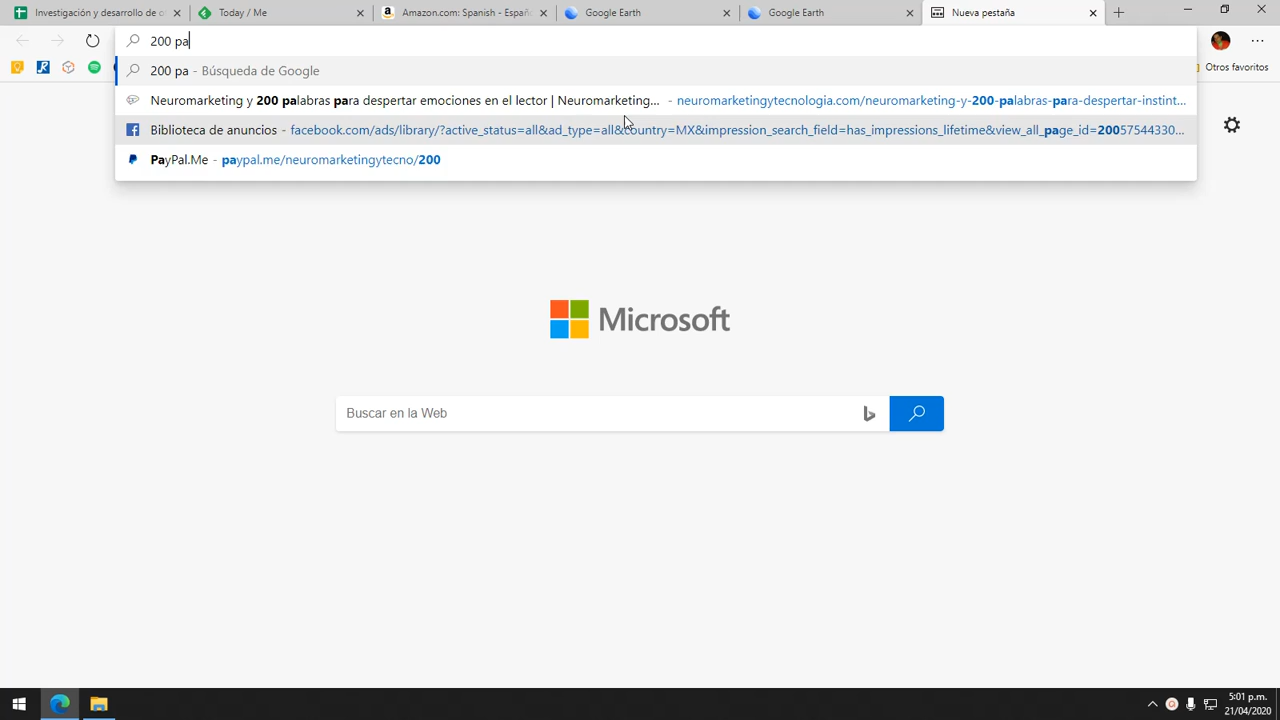 Investigación y desarrollo de o
Today / Me
Amazon.com: Spanish - Españ
Google Earth
Google Earth
Nueva pestaña
200 pa
200 pa - Búsqueda de Google
Neuromarketing y 200 palabras para despertar emociones en el lector | Neuromarketing... - neuromarketingytecnologia.com/neuromarketing-y-200-palabras-para-despertar-instint...
Biblioteca de anuncios - facebook.com/ads/library/?active_status=all&ad_type=all&country=MX&impression_search_field=has_impressions_lifetime&view_all_page_id=20057544330...
PayPal.Me - paypal.me/neuromarketingytecno/200
Otros favoritos
Microsoft
Buscar en la Web
5:01 p.m.
21/04/2020